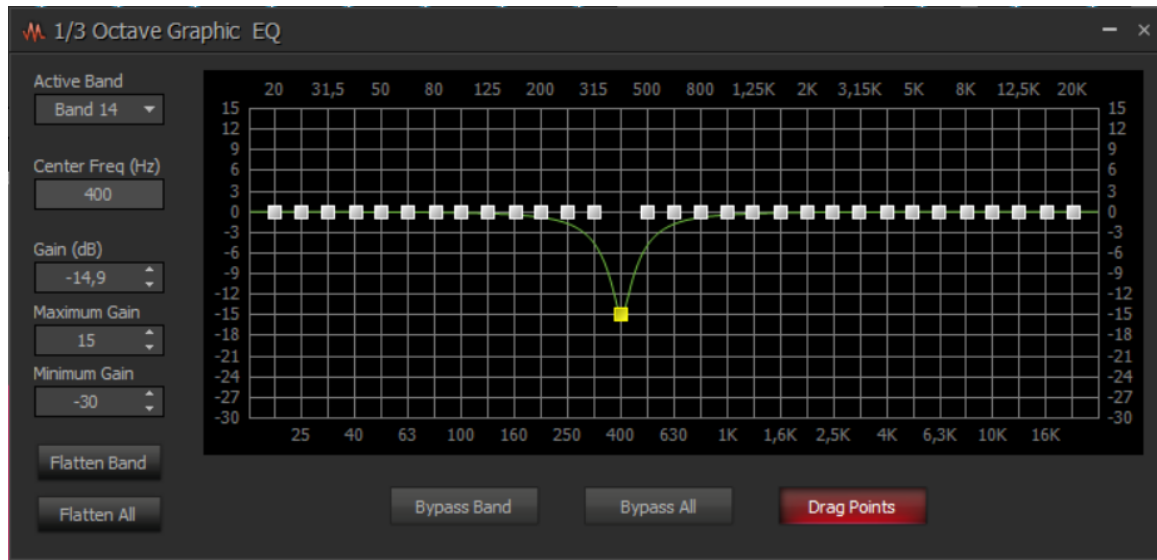 1/3 Octave Graphic EQ
Active Band
Band 14
Center Freq (Hz)
400
Gain (dB)
-14,9
Maximum Gain
15
Minimum Gain
-30
Flatten Band
Flatten All
20 31,5 50 80 125 200 315 500 800 1,25K 2K 3,15K 5K 8K 12,5K 20K
15 15
12 12
9 9
6 6
3 3
0 0
-3 -3
-6 -6
-9 -9
-12 -12
-15 -15
-18 -18
-21 -21
-24 -24
-27 -27
-30 -30
25 40 63 100 160 250 400 630 1K 1,6K 2,5K 4K 6,3K 10K 16K
Bypass Band Bypass All Drag Points